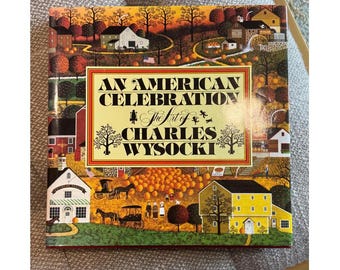 AN AMERICAN
CELEBRATION
The Art of
CHARLES
WYSOCKI